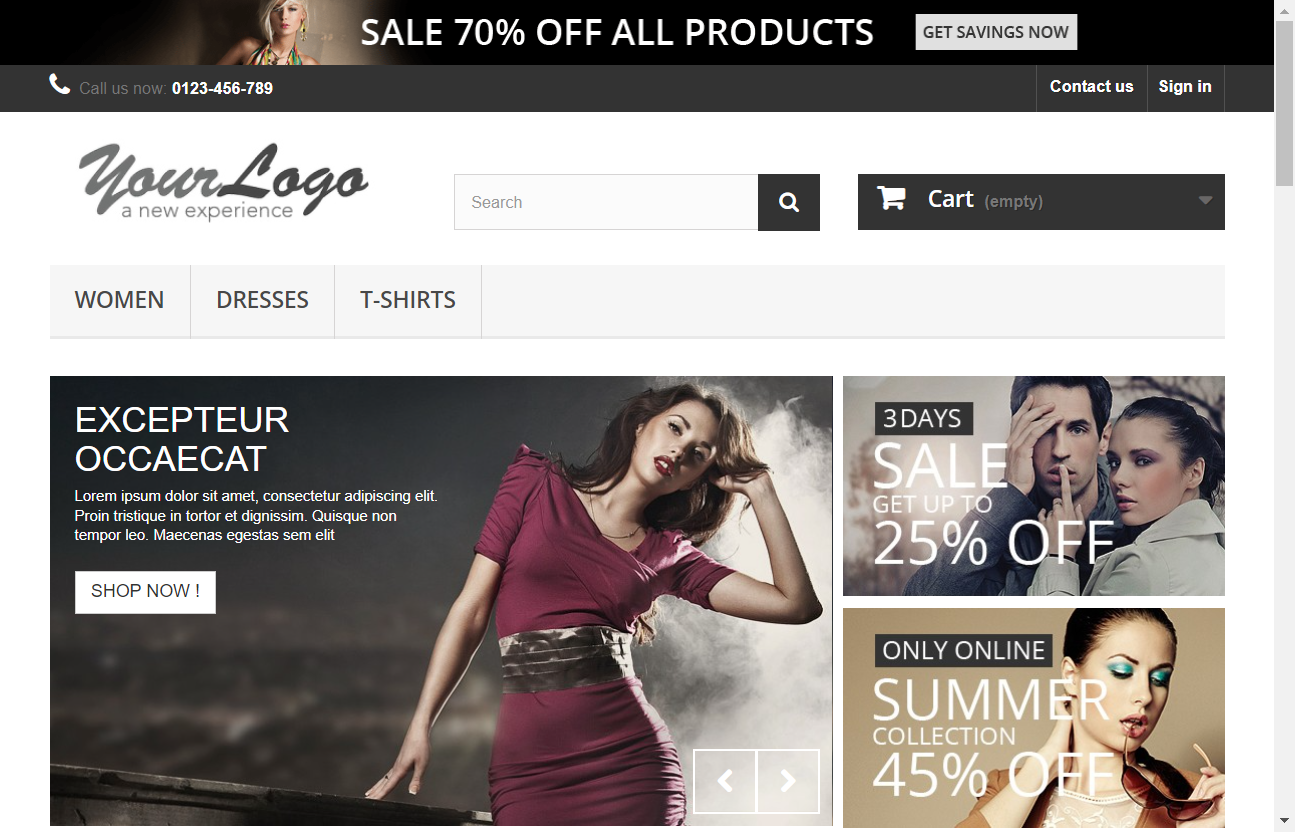 SALE 70% OFF ALL PRODUCTS
GET SAVINGS NOW
Call us now: 0123-456-789
Contact us
Sign in
YourLogo
a new experience
Search
Cart (empty)
WOMEN
DRESSES
T-SHIRTS
EXCEPTEUR
OCCAECAT
Lorem ipsum dolor sit amet, consectetur adipiscing elit.
Proin tristique in tortor et dignissim. Quisque non
tempor leo. Maecenas egestas sem elit
SHOP NOW !
3 DAYS
SALE
GET UP TO
25% OFF
ONLY ONLINE
SUMMER
COLLECTION
45% OFF